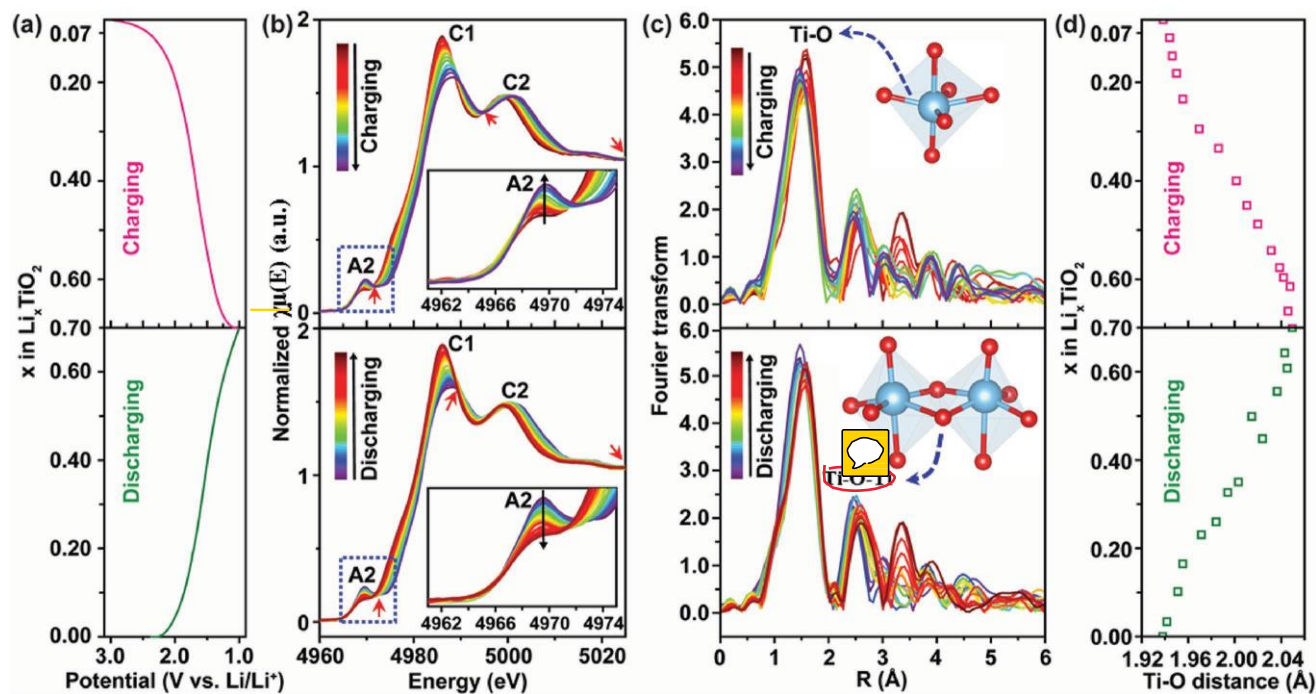 (a)
0.07
0.20
0.40
0.60
0.70
0.60
0.40
0.20
0.00
x in LixTiO2
Charging
Discharging
3.0 2.0 1.0
Potential (V vs. Li/Li+)
(b)
2
1
0
2
1
0
Normalized χμ(E) (a.u.)
Charging
C1
C2
A2
A2
4962 4966 4970 4974
Discharging
C1
C2
A2
A2
4962 4966 4970 4974
4960 4980 5000 5020
Energy (eV)
(c)
6.0
5.0
4.0
3.0
2.0
1.0
0.0
6.0
5.0
4.0
3.0
2.0
1.0
0.0
Fourier transform
Charging
Ti-O
Discharging
Ti-O-Ti
0 1 2 3 4 5 6
R (Å)
(d)
0.07
0.20
0.40
0.60
0.70
0.60
0.40
0.20
0.00
x in LixTiO2
Charging
Discharging
1.92 1.96 2.00 2.04
Ti-O distance (Å)